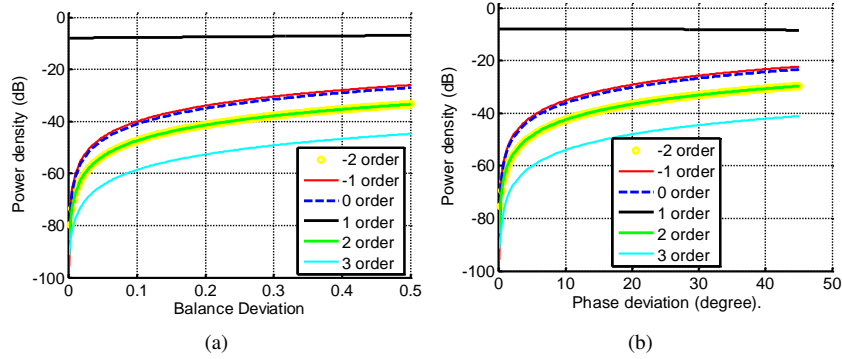 0
-20
-40
-60
-80
-100
Power density (dB)
0
0.1
0.2
0.3
0.4
0.5
Balance Deviation
-2 order
-1 order
0 order
1 order
2 order
3 order
(a)
0
-20
-40
-60
-80
-100
Power density (dB)
0
10
20
30
40
50
Phase deviation (degree).
-2 order
-1 order
0 order
1 order
2 order
3 order
(b)